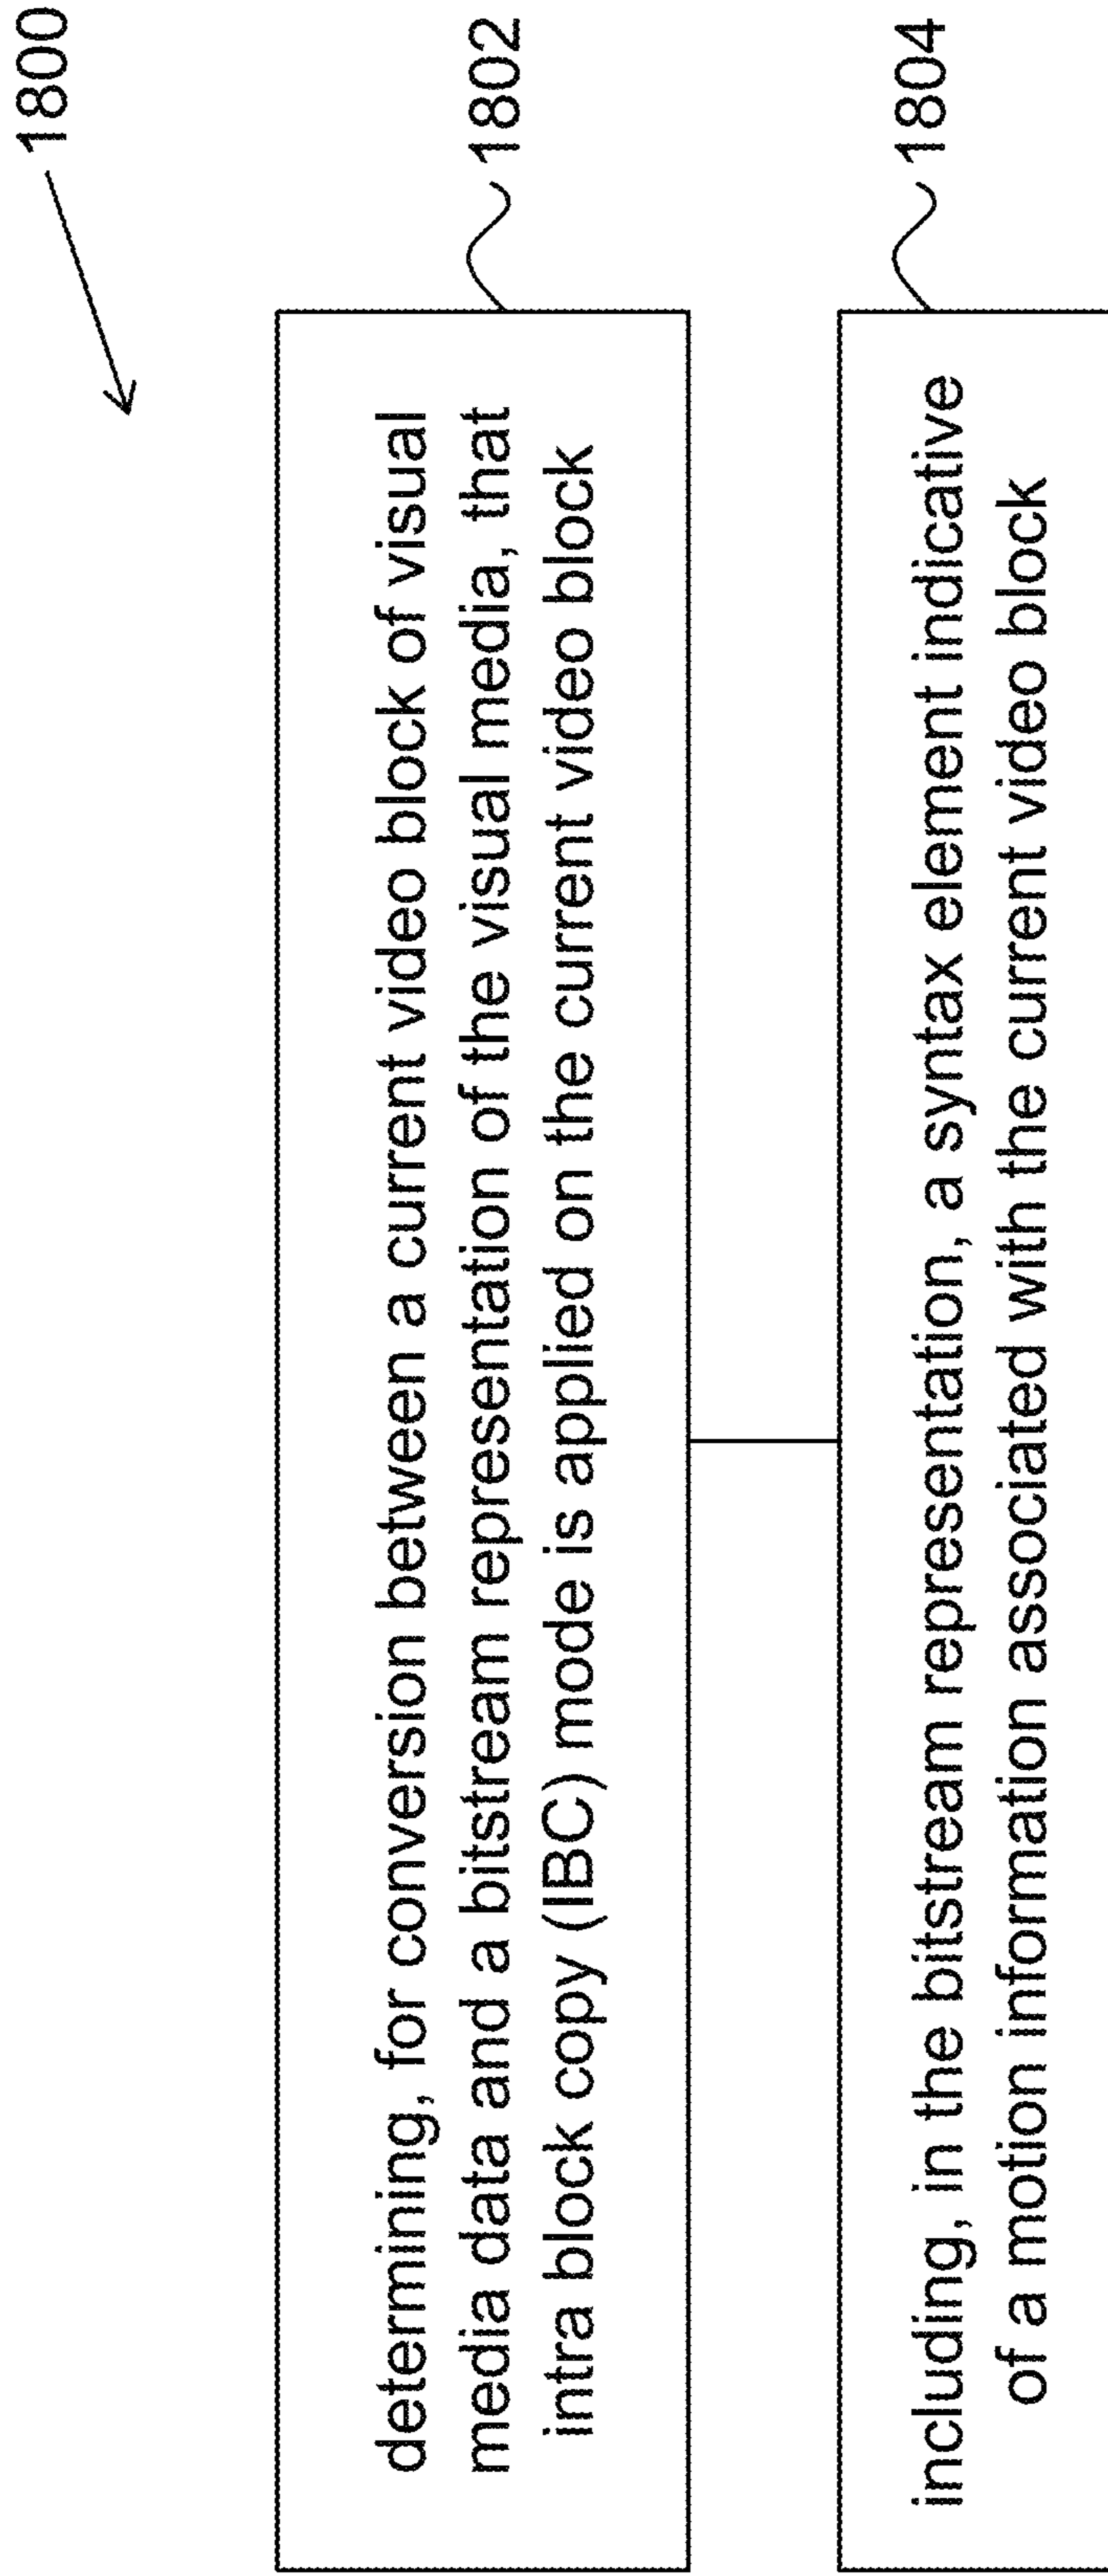 1800
determining, for conversion between a current video block of visual
media data and a bitstream representation of the visual media, that
intra block copy (IBC) mode is applied on the current video block
1802
including, in the bitstream representation, a syntax element indicative
of a motion information associated with the current video block
1804